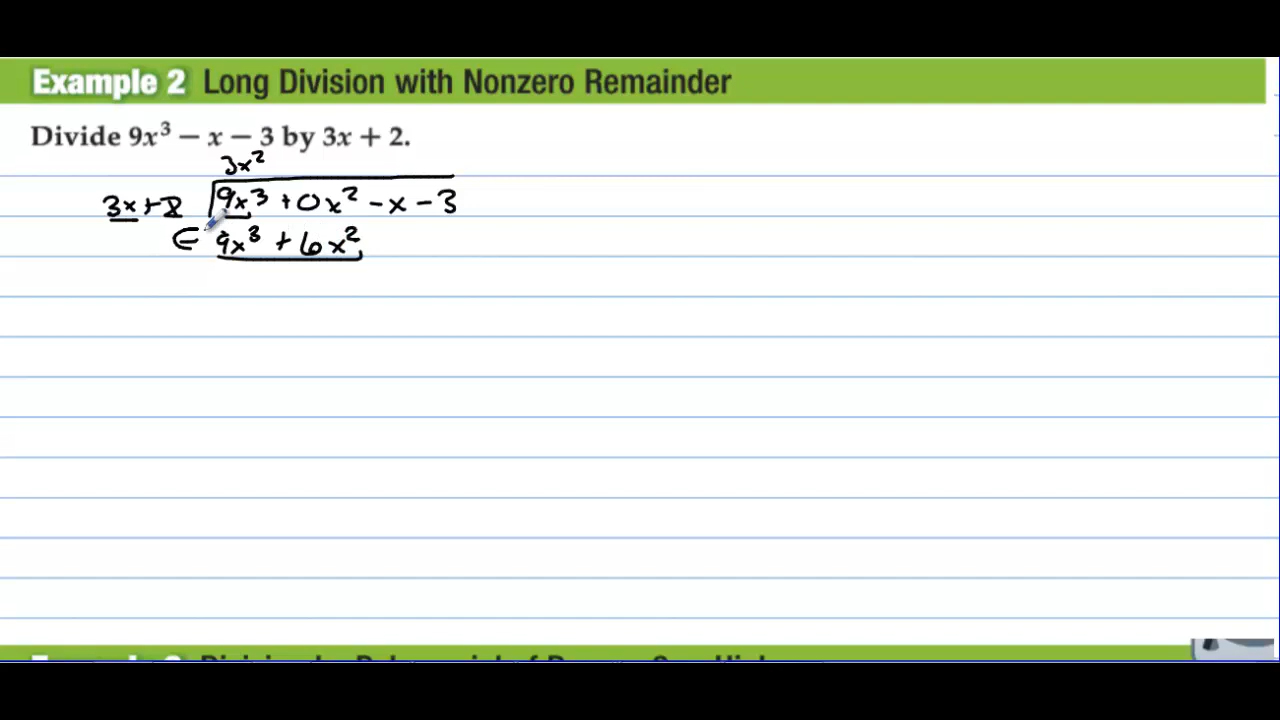 Example 2 Long Division with Nonzero Remainder
Divide 9x³ − x − 3 by 3x + 2.
3x²
3x + 2 9x³ + 0x² - x - 3
9x³ + 6x²